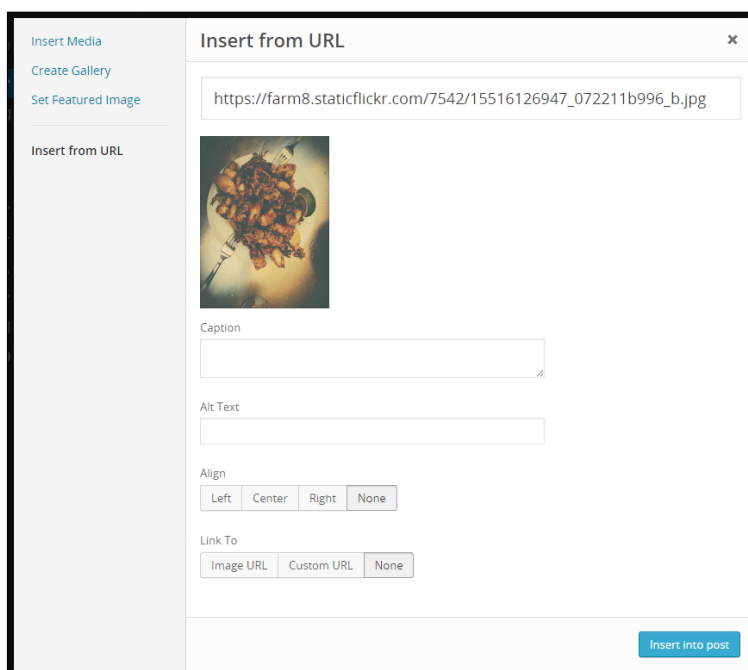 Insert Media
Create Gallery
Set Featured Image
Insert from URL
Insert from URL ×
https://farm8.staticflickr.com/7542/15516126947_072211b996_b.jpg
Caption
Alt Text
Align
Left Center Right None
Link To
Image URL Custom URL None
Insert into post